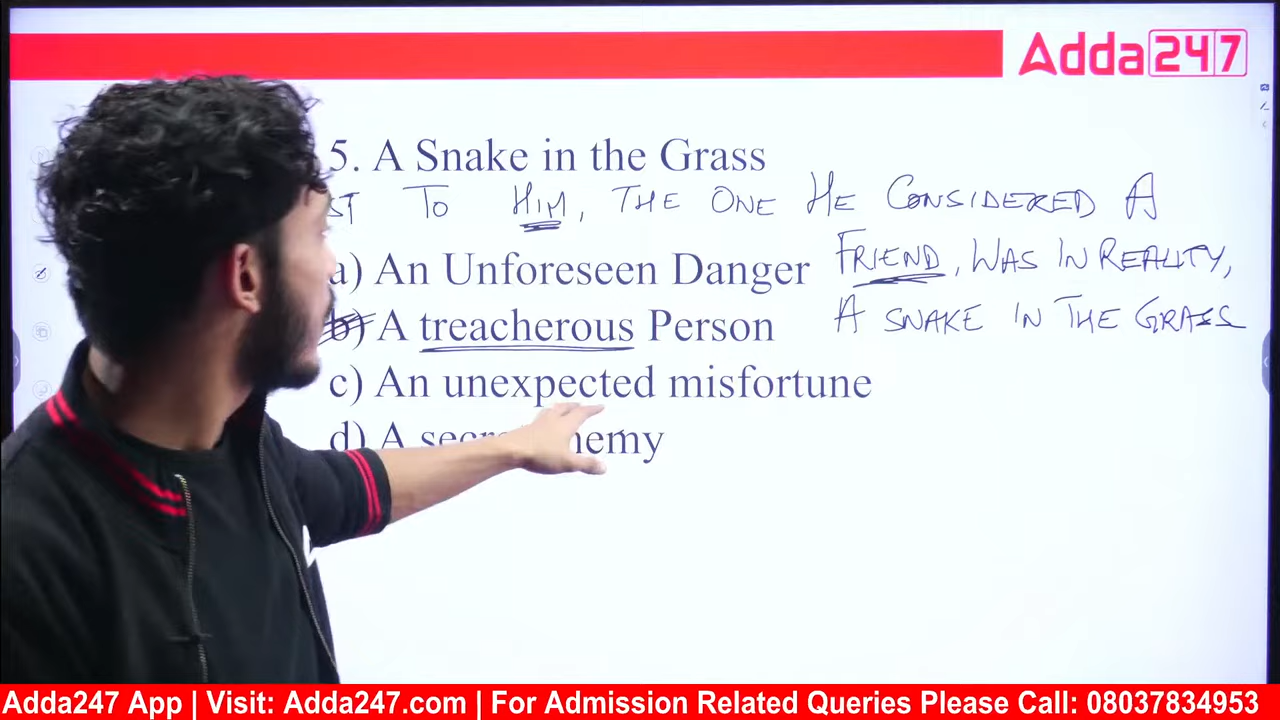 Adda247
5. A Snake in the Grass
ST TO HIM, THE ONE HE CONSIDERED A
a) An Unforeseen Danger
FRIEND, WAS IN REALITY,
b) A treacherous Person
A SNAKE IN THE GRASS
c) An unexpected misfortune
d) A
Adda247 App | Visit: Adda247.com | For Admission Related Queries Please Call: 08037834953